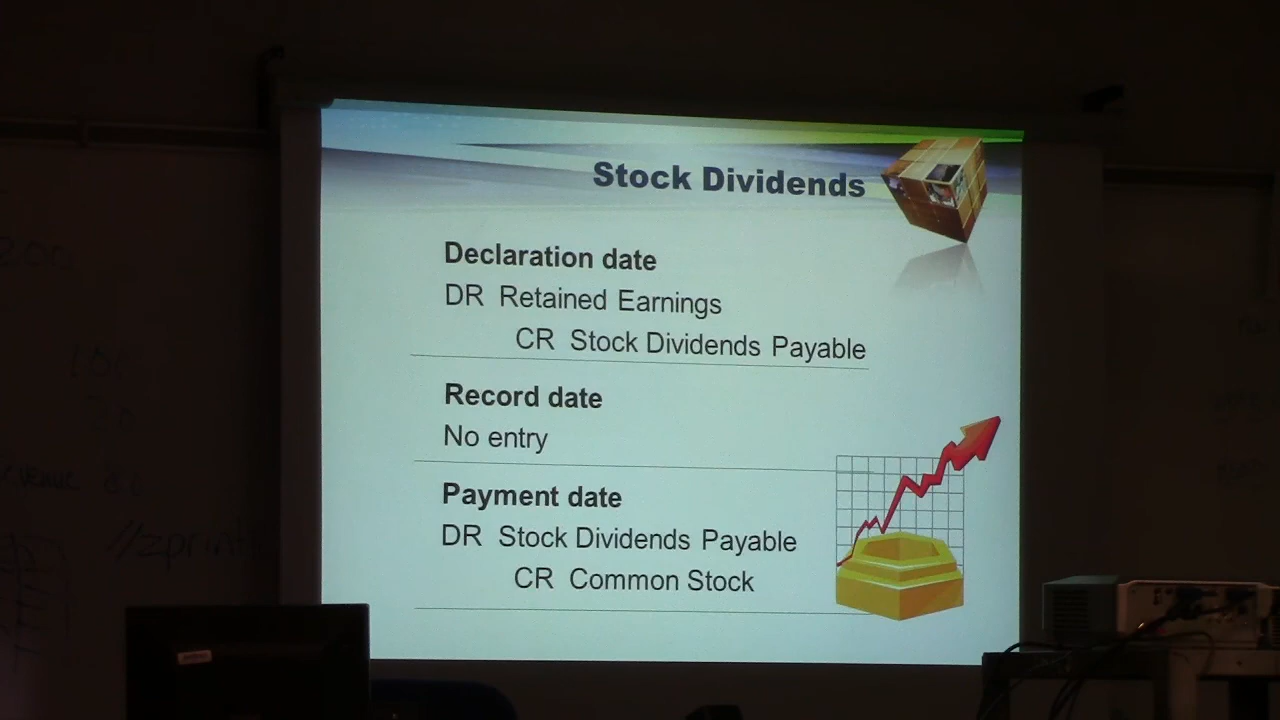 Stock Dividends
Declaration date
DR Retained Earnings
CR Stock Dividends Payable
Record date
No entry
Payment date
DR Stock Dividends Payable
CR Common Stock
//zprint